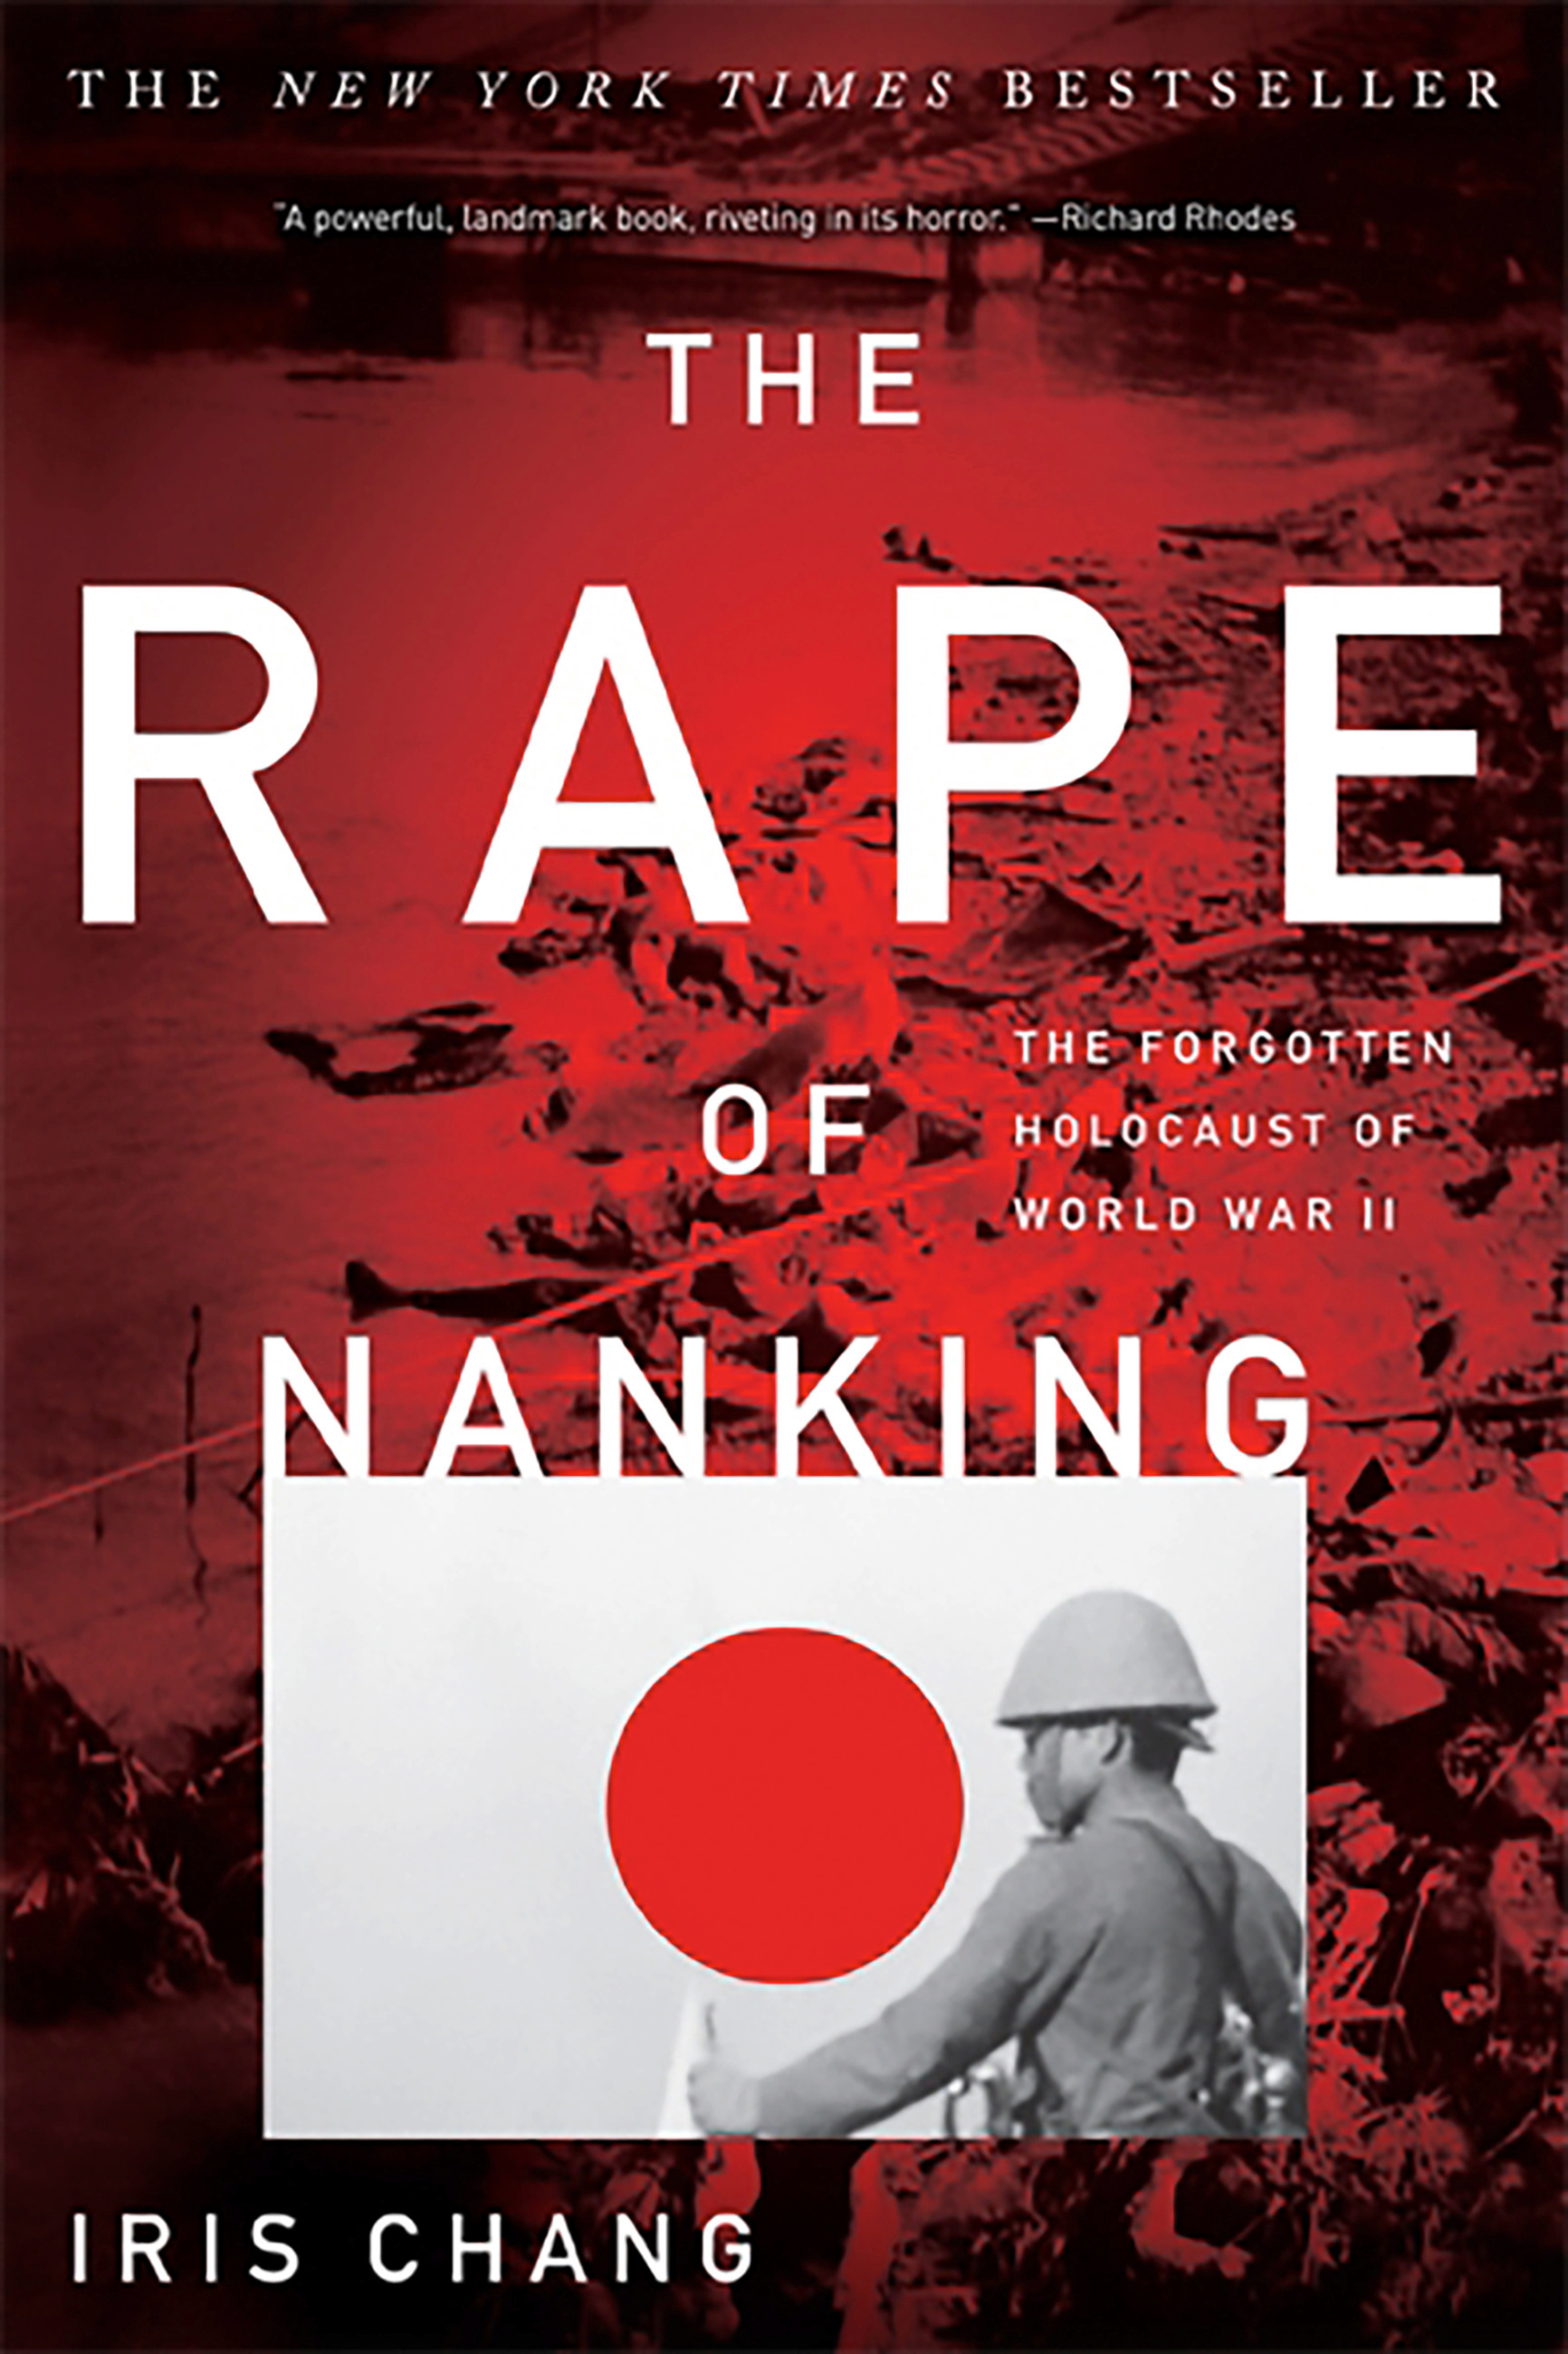 THE NEW YORK TIMES BESTSELLER
"A powerful, landmark book, riveting in its horror." —Richard Rhodes
THE
RAPE
OF
THE FORGOTTEN
HOLOCAUST OF
WORLD WAR II
NANKING
IRIS CHANG